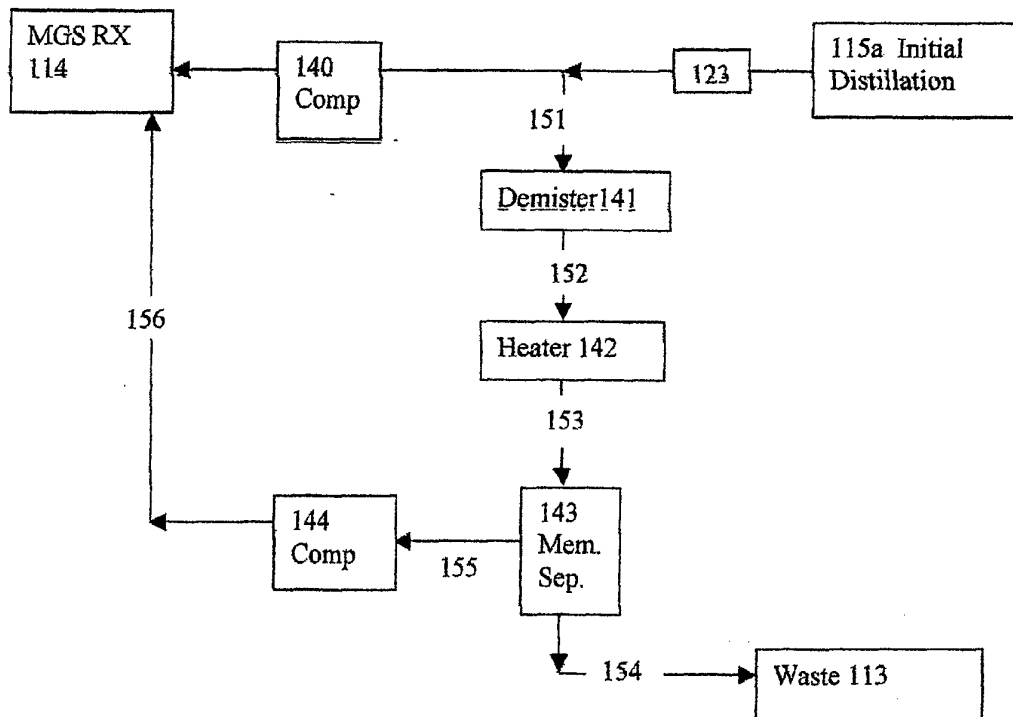 MGS RX
114
140
Comp
123
115a Initial
Distillation
151
Demister141
152
Heater 142
153
156
144
Comp
155
143
Mem.
Sep.
154
Waste 113